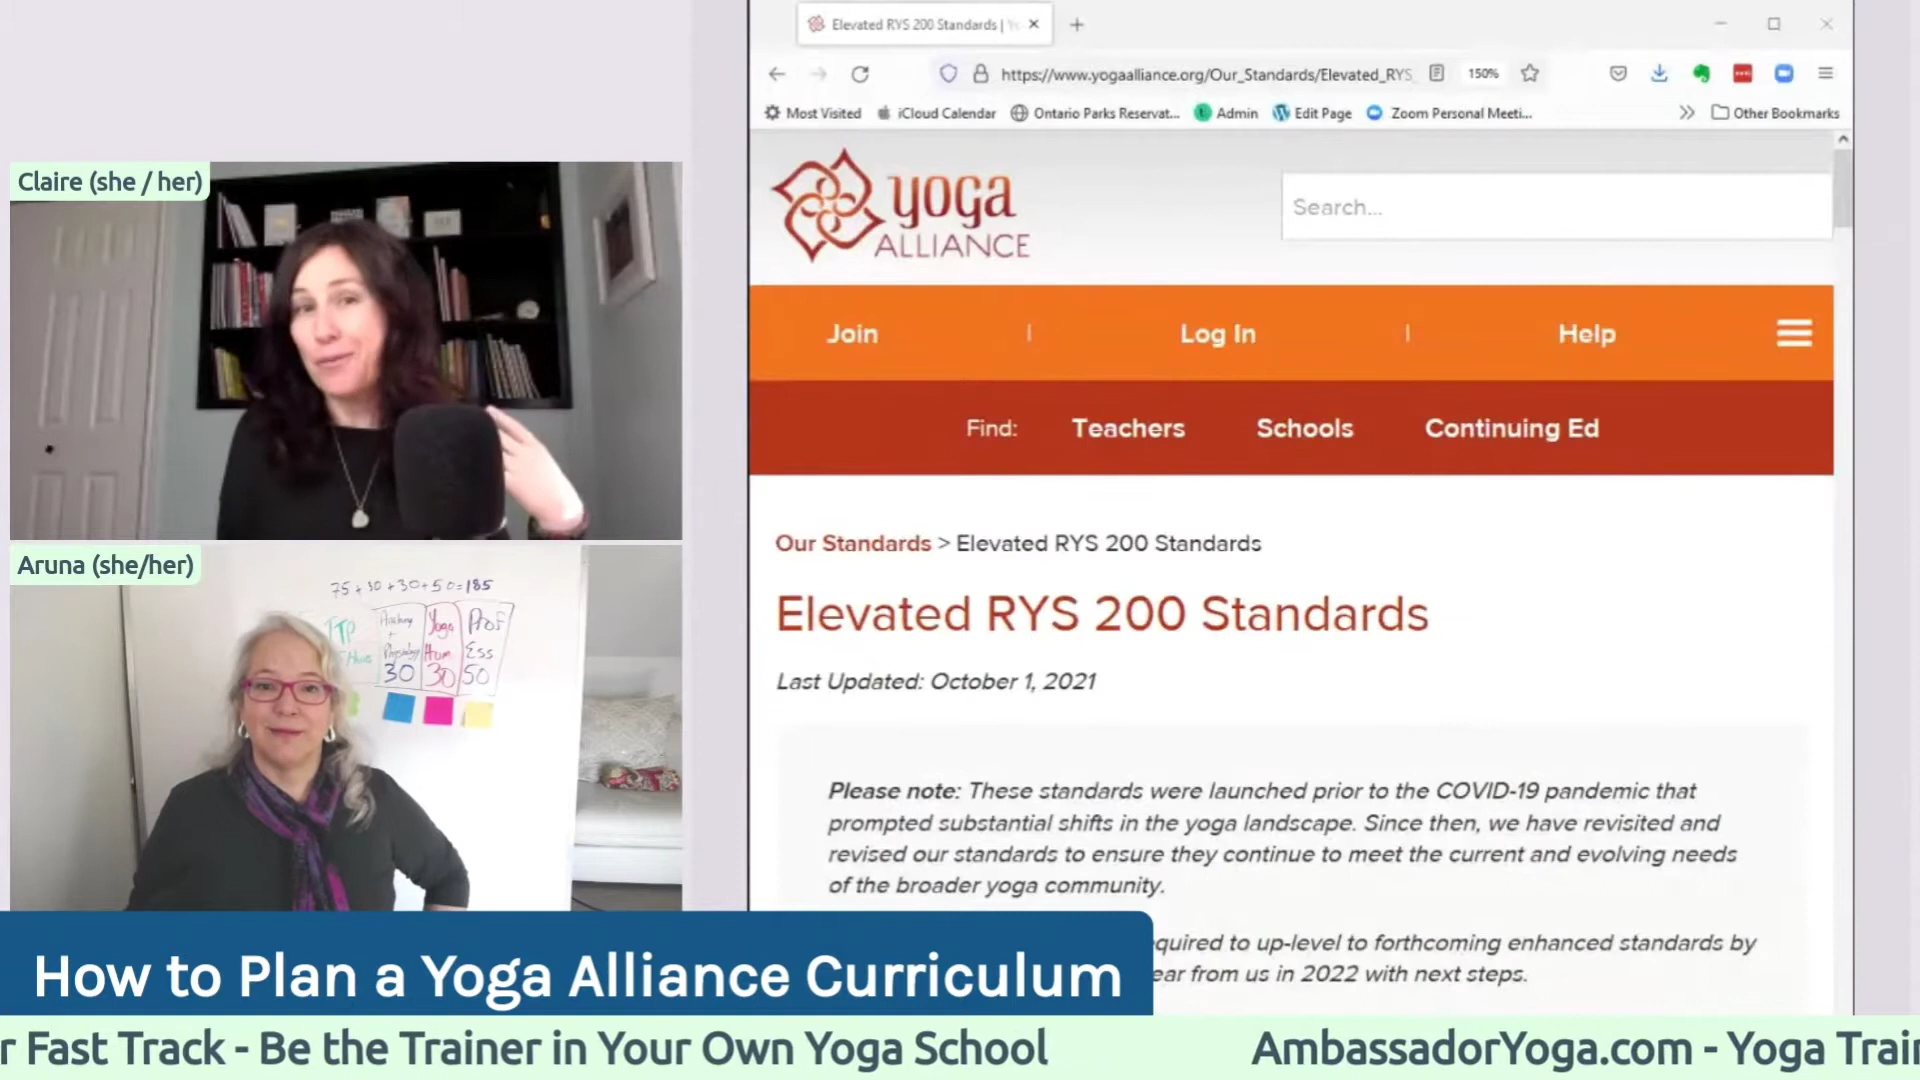 Elevated RYS 200 Standards |
https://www.yogaalliance.org/Our_Standards/Elevated_RYS_
150%
Most Visited
iCloud Calendar
Ontario Parks Reservat...
Admin
Edit Page
Zoom Personal Meeti...
Other Bookmarks
yoga
ALLIANCE
Search...
Join | Log In | Help
Find: Teachers Schools Continuing Ed
Our Standards > Elevated RYS 200 Standards
Elevated RYS 200 Standards
Last Updated: October 1, 2021
Please note: These standards were launched prior to the COVID-19 pandemic that
prompted substantial shifts in the yoga landscape. Since then, we have revisited and
revised our standards to ensure they continue to meet the current and evolving needs
of the broader yoga community.
quired to up-level to forthcoming enhanced standards by
ear from us in 2022 with next steps.
Claire (she / her)
Aruna (she/her)
75 + 30 +30+50=185
Yoga
Prof
Physiology
Hum
Ess
30
30
50
How to Plan a Yoga Alliance Curriculum
r Fast Track - Be the Trainer in Your Own Yoga School
AmbassadorYoga.com - Yoga Train